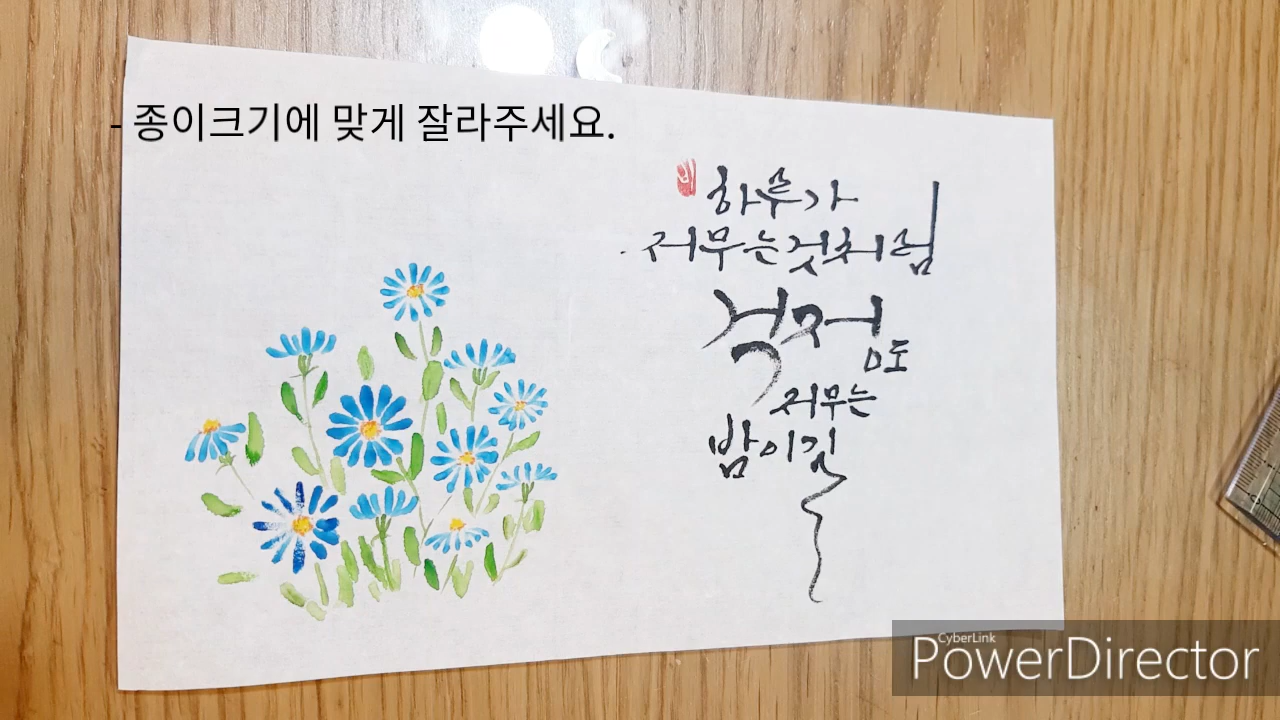 - 종이크기에 맞게 잘라주세요.
하루가
저무는것처럼
걱정도
저무는
밤이길
CyberLink
PowerDirector